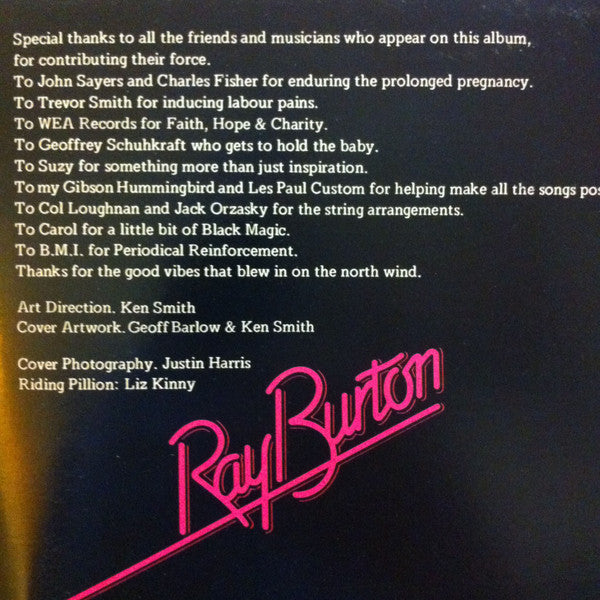 Special thanks to all the friends and musicians who appear on this album,
for contributing their force.
To John Sayers and Charles Fisher for enduring the prolonged pregnancy.
To Trevor Smith for inducing labour pains.
To WEA Records for Faith, Hope & Charity.
To Geoffrey Schuhkraft who gets to hold the baby.
To Suzy for something more than just inspiration.
To my Gibson Hummingbird and Les Paul Custom for helping make all the songs pos
To Col Loughnan and Jack Orzasky for the string arrangements.
To Carol for a little bit of Black Magic.
To B.M.I. for Periodical Reinforcement.
Thanks for the good vibes that blew in on the north wind.
Art Direction. Ken Smith
Cover Artwork. Geoff Barlow & Ken Smith
Cover Photography. Justin Harris
Riding Pillion: Liz Kinny
Ray Burton